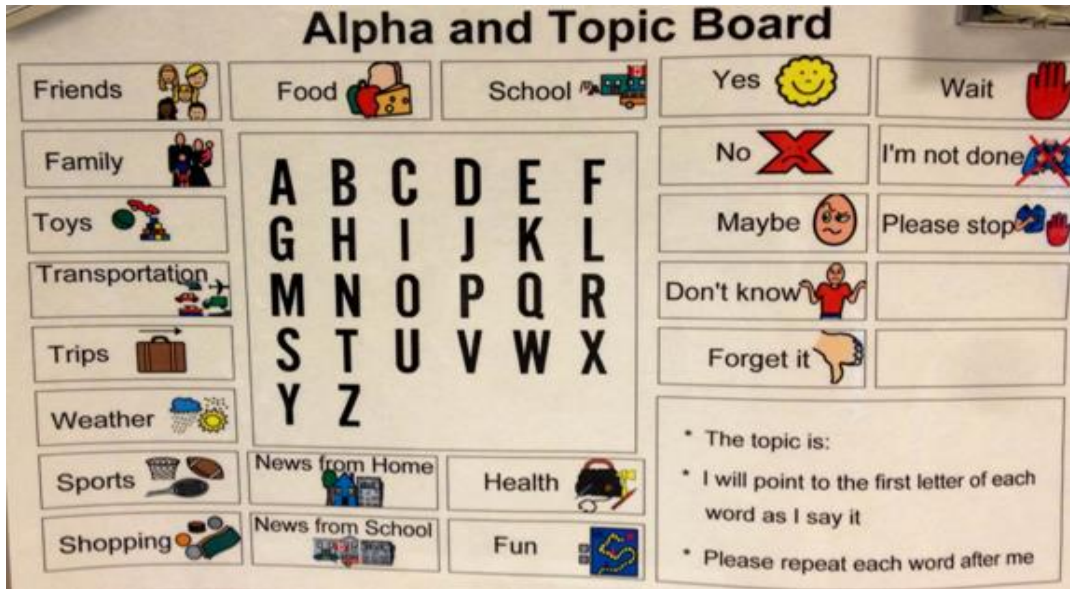 Alpha and Topic Board
Friends
Food
School
Yes
Wait
Family
No
I'm not done
Toys
Maybe
Please stop
Transportation
Don't know
Trips
Forget it
Weather
A B C D E F
G H I J K L
M N O P Q R
S T U V W X
Y Z
Sports
News from Home
Health
Shopping
News from School
Fun
* The topic is:
* I will point to the first letter of each
word as I say it
* Please repeat each word after me